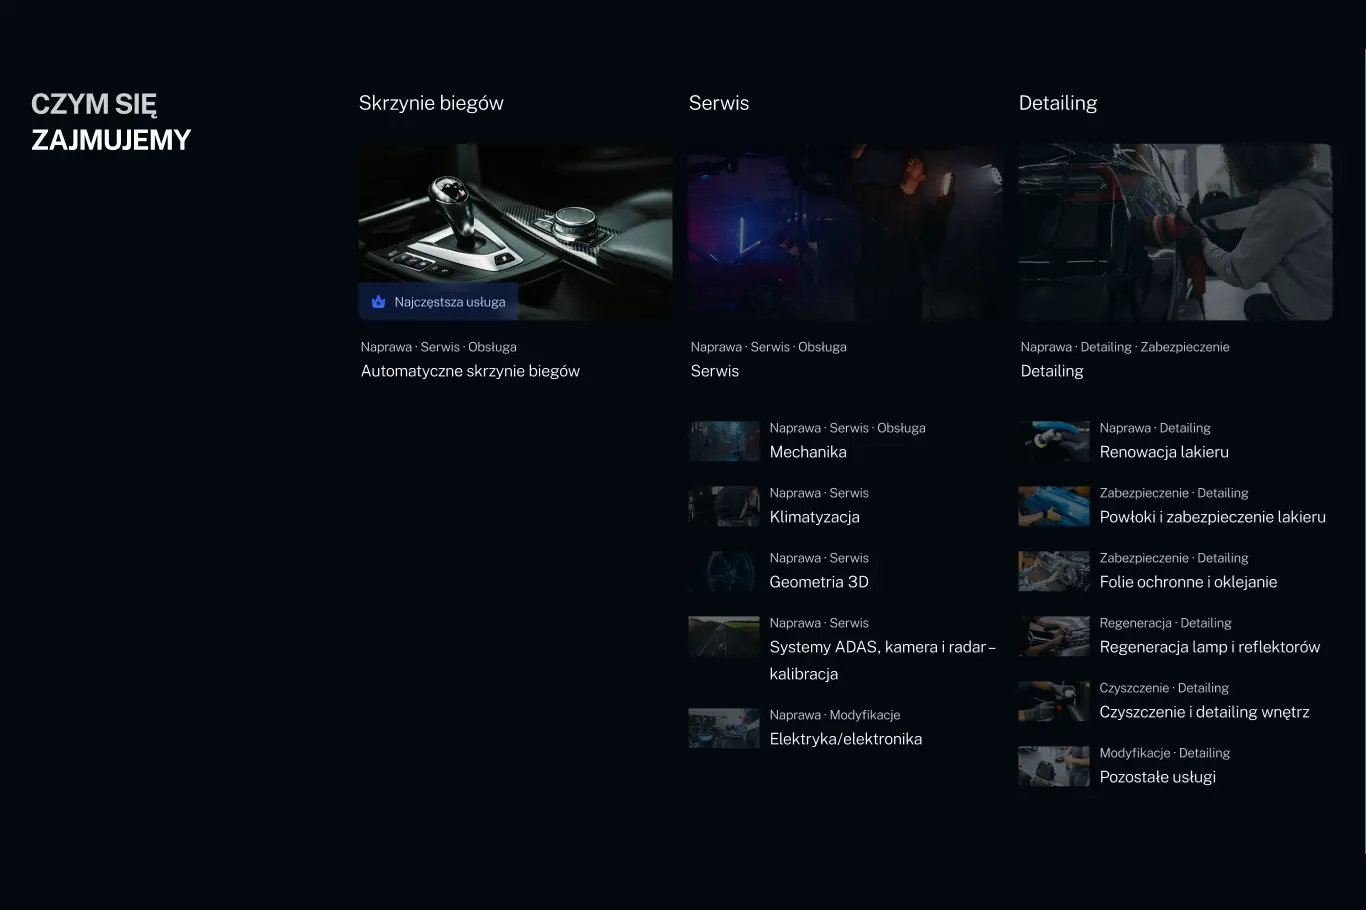 CZYM SIĘ
ZAJMUJEMY
Skrzynie biegów
Najczęstsza usługa
Naprawa · Serwis · Obsługa
Automatyczne skrzynie biegów
Serwis
Naprawa · Serwis · Obsługa
Serwis
Naprawa · Serwis · Obsługa
Mechanika
Naprawa · Serwis
Klimatyzacja
Naprawa · Serwis
Geometria 3D
Naprawa · Serwis
Systemy ADAS, kamera i radar –
kalibracja
Naprawa · Modyfikacje
Elektryka/elektronika
Detailing
Naprawa · Detailing · Zabezpieczenie
Detailing
Naprawa · Detailing
Renowacja lakieru
Zabezpieczenie · Detailing
Powłoki i zabezpieczenie lakieru
Zabezpieczenie · Detailing
Folie ochronne i oklejanie
Regeneracja · Detailing
Regeneracja lamp i reflektorów
Czyszczenie · Detailing
Czyszczenie i detailing wnętrz
Modyfikacje · Detailing
Pozostałe usługi